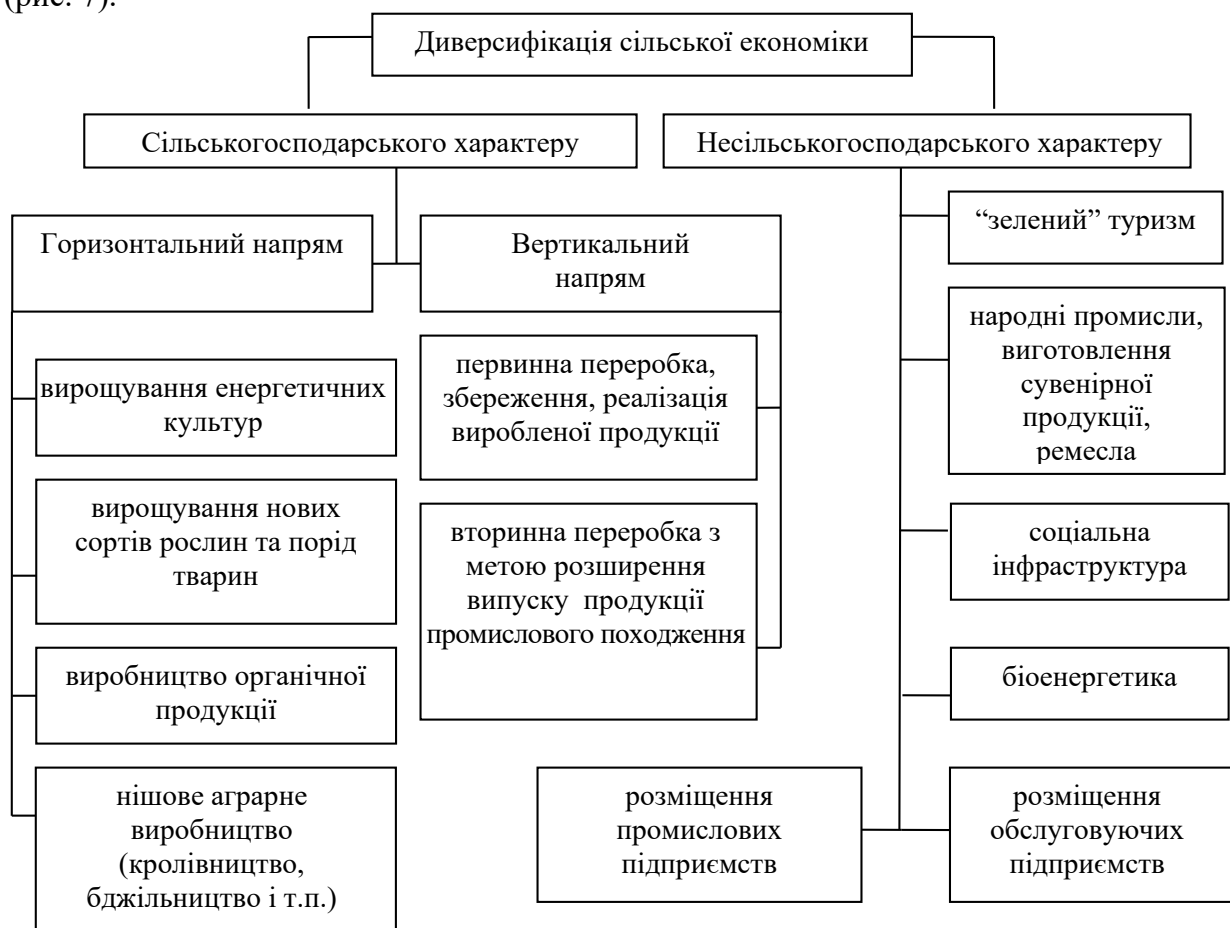 (рис. 7).
Диверсифікація сільської економіки
Сільськогосподарського характеру
Несільськогосподарського характеру
Горизонтальний напрям
Вертикальний
напрям
вирощування енергетичних
культур
вирощування нових
сортів рослин та порід
тварин
виробництво органічної
продукції
нішове аграрне
виробництво
(кролівництво,
бджільництво і т.п.)
первинна переробка,
збереження, реалізація
виробленої продукції
вторинна переробка з
метою розширення
випуску продукції
промислового походження
“зелений” туризм
народні промисли,
виготовлення
сувенірної
продукції,
ремесла
соціальна
інфраструктура
біоенергетика
розміщення
промислових
підприємств
розміщення
обслуговуючих
підприємств